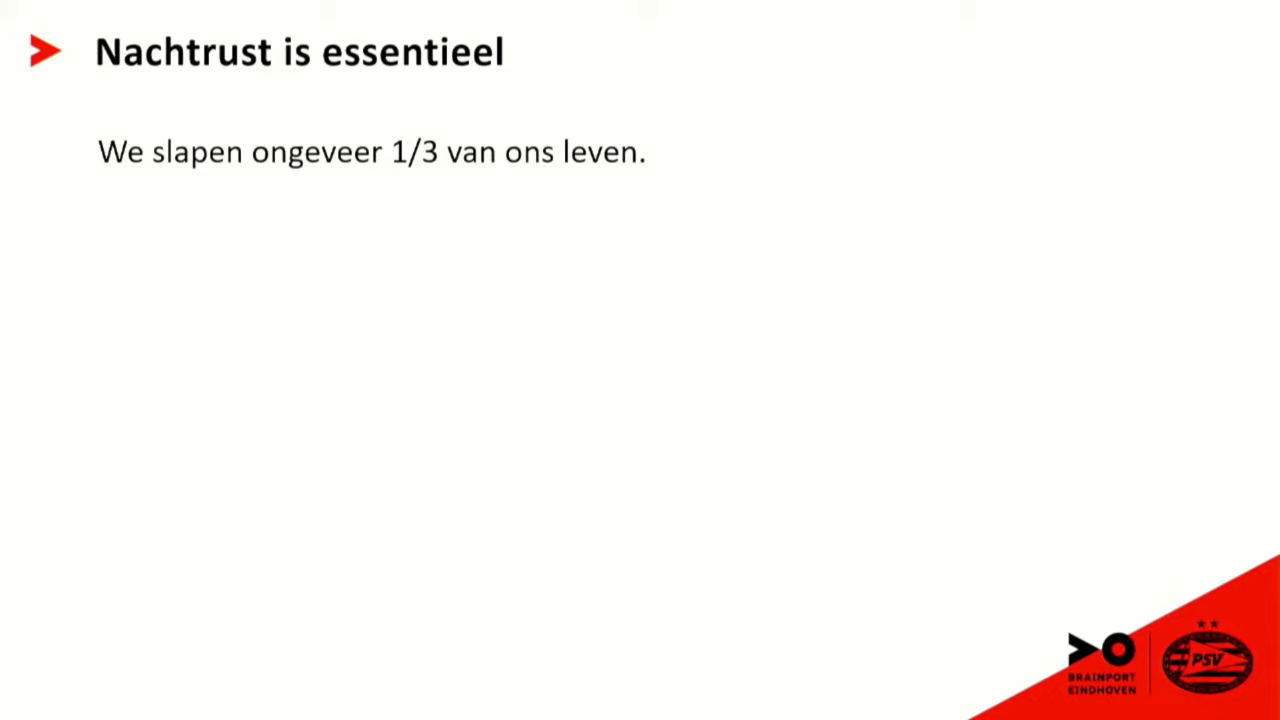 Nachtrust is essentieel
We slapen ongeveer 1/3 van ons leven.
BRAINPORT
EINDHOVEN
PSV